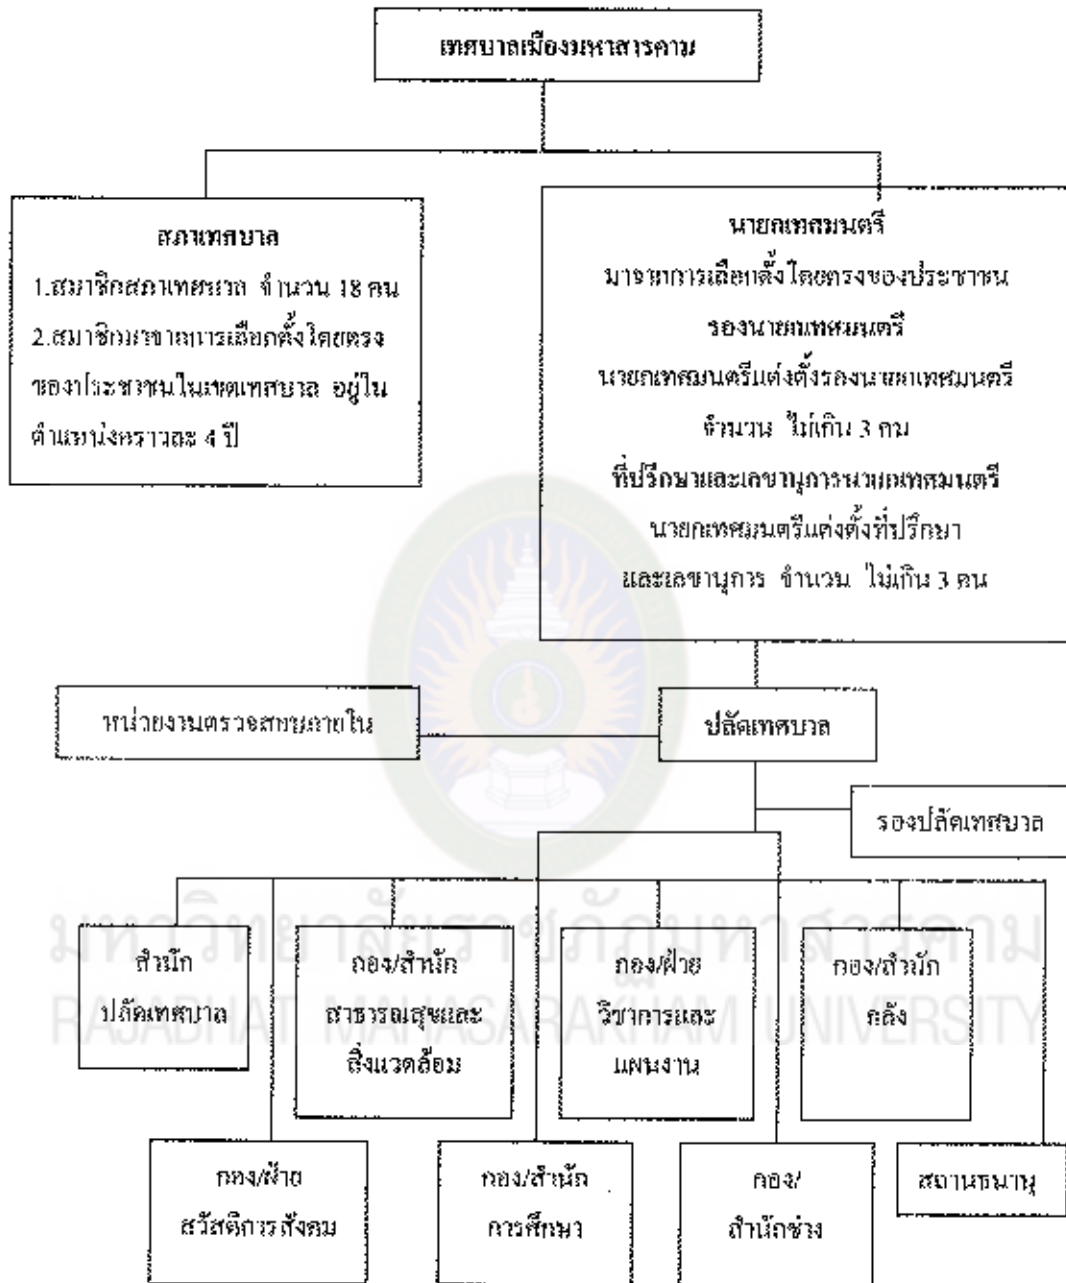 เทศบาลเมืองมหาสารคาม
สภาเทศบาล
1.สมาชิกสภาเทศบาล จำนวน 18 คน
2.สมาชิกมาจากการเลือกตั้งโดยตรง
ของประชาชนในเขตเทศบาล อยู่ใน
ตำแหน่งคราวละ 4 ปี
นายกเทศมนตรี
มาจากการเลือกตั้งโดยตรงของประชาชน
รองนายกเทศมนตรี
นายกเทศมนตรีแต่งตั้งรองนายกเทศมนตรี
จำนวน ไม่เกิน 3 คน
ที่ปรึกษาและเลขานุการนายกเทศมนตรี
นายกเทศมนตรีแต่งตั้งที่ปรึกษา
และเลขานุการ จำนวน ไม่เกิน 3 คน
หน่วยงานตรวจสอบภายใน
ปลัดเทศบาล
รองปลัดเทศบาล
มหาวิทยาลัยราชภัฏมหาสารคาม
RAJABHAT MAHASARAKHAM UNIVERSITY
สำนัก
ปลัดเทศบาล
กอง/สำนัก
สาธารณสุขและ
สิ่งแวดล้อม
กอง/ฝ่าย
วิชาการและ
แผนงาน
กอง/สำนัก
คลัง
กอง/ฝ่าย
สวัสดิการสังคม
กอง/สำนัก
การศึกษา
กอง/
สำนักช่าง
สถานธนานุ